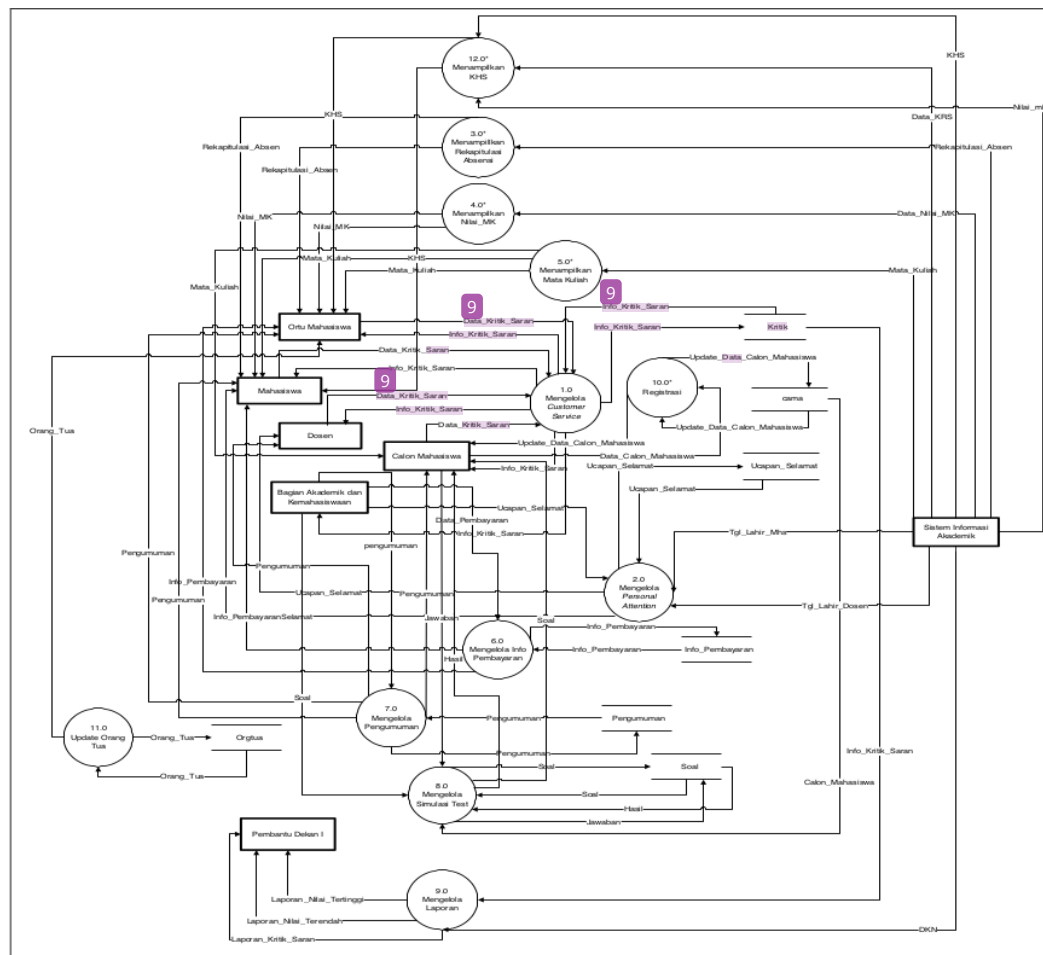 KHS
12.0*
Menampilkan
KHS
Data_KRS
KHS
Rekapitulasi_Absen
3.0*
Menampilkan
Rekapitulasi
Absensi
Rekapitulasi_Absen
Rekapitulasi_Absen
4.0*
Menampilkan
Nilai_MK
Nilai_MK
Nilai_MK
Data_Nilai_MK
5.0*
Menampilkan
Mata Kuliah
Mata_Kuliah
KHS
Mata_Kuliah
Mata_Kuliah
Mata_Kuliah
9
9
Ortu Mahasiswa
Data_Kritik_Saran
Info_Kritik_Saran
Info_Kritik_Saran
Info_Kritik_Saran
Kritik
Data_Kritik_Saran
Info_Kritik_Saran
Update_Data_Calon_Mahasiswa
9
Mahasiswa
Data_Kritik_Saran
1.0
Mengelola
Customer
Service
10.0*
Registrasi
cama
Info_Kritik_Saran
Dosen
Data_Kritik_Saran
Update_Data_Calon_Mahasiswa
Orang_Tua
Update_Data_Calon_Mahasiswa
Calon Mahasiswa
Data_Calon_Mahasiswa
Info_Kritik_Saran
Ucapan_Selamat
Ucapan_Selamat
Ucapan_Selamat
Bagian Akademik dan
Kemahasiswaan
Ucapan_Selamat
Data_Pembayaran
Info_Kritik_Saran
Sistem Informasi
Akademik
Tgl_Lahir_Mhs
pengumuman
Pengumuman
Pengumuman
Info_Pembayaran
Pengumuman
Ucapan_Selamat
Pengumuman
2.0
Mengelola
Personal
Attention
Tgl_Lahir_Dosen
Info_Pembayaran
Selamat
Jawaban
Soal
Info_Pembayaran
6.0
Mengelola Info
Pembayaran
Info_Pembayaran
Info_Pembayaran
Hasil
Soal
7.0
Mengelola
Pengumuman
Pengumuman
Pengumuman
Pengumuman
11.0
Update Orang
Tua
Orang_Tua
Orgtua
Orang_Tua
Info_Kritik_Saran
Calon_Mahasiswa
8.0
Mengelola
Simulasi Test
Soal
Soal
Soal
Hasil
Jawaban
Pembantu Dekan I
9.0
Mengelola
Laporan
Laporan_Nilai_Tertinggi
Laporan_Nilai_Terendah
Laporan_Kritik_Saran
DKN